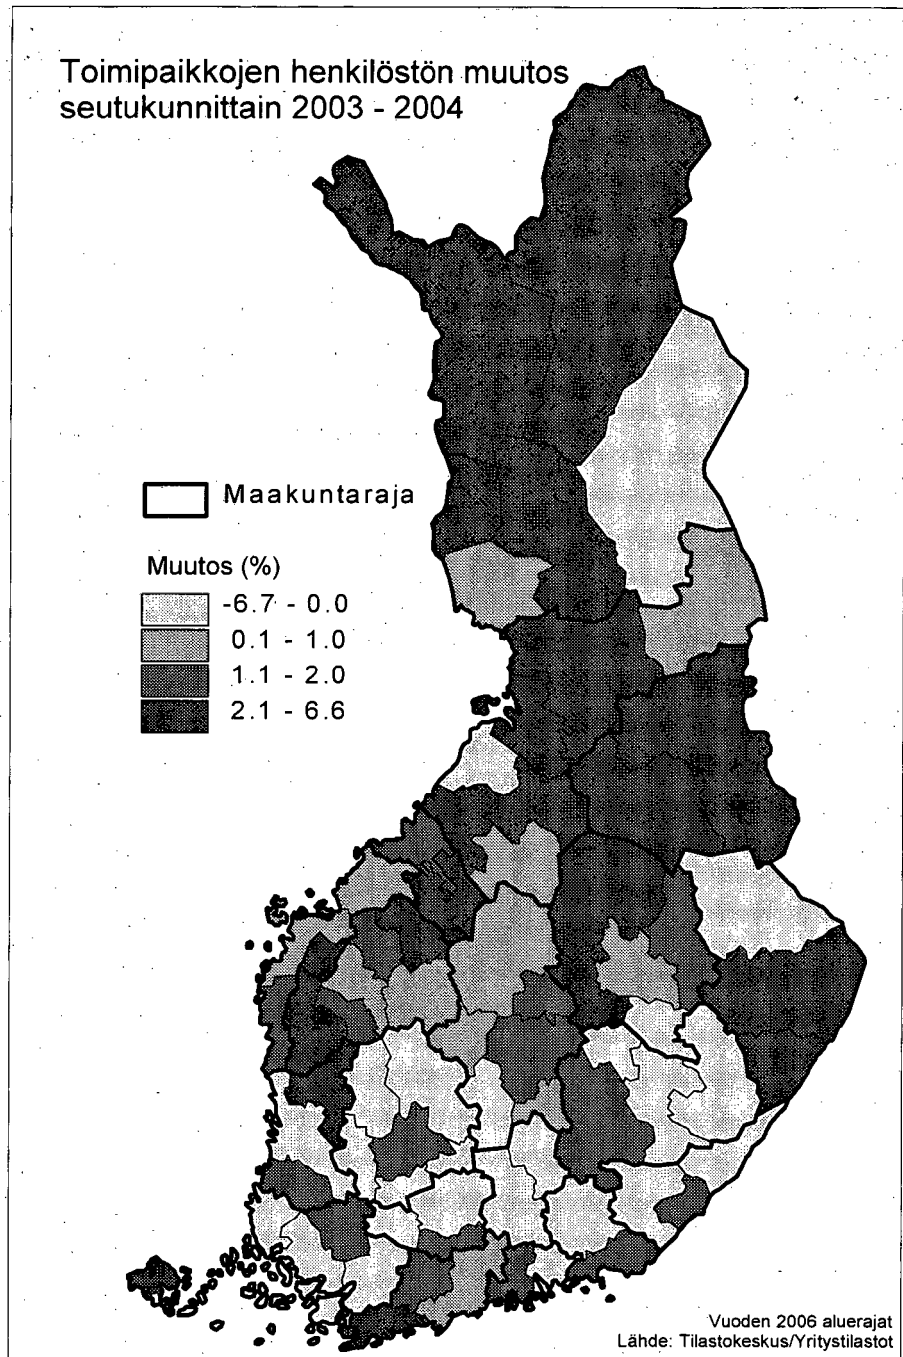 Toimipaikkojen henkilöstön muutos
seutukunnittain 2003 - 2004
Maakuntaraja
Muutos (%)
-6.7 - 0.0
0.1 - 1.0
1.1 - 2.0
2.1 - 6.6
Vuoden 2006 aluerajat
Lähde: Tilastokeskus/Yritystilastot